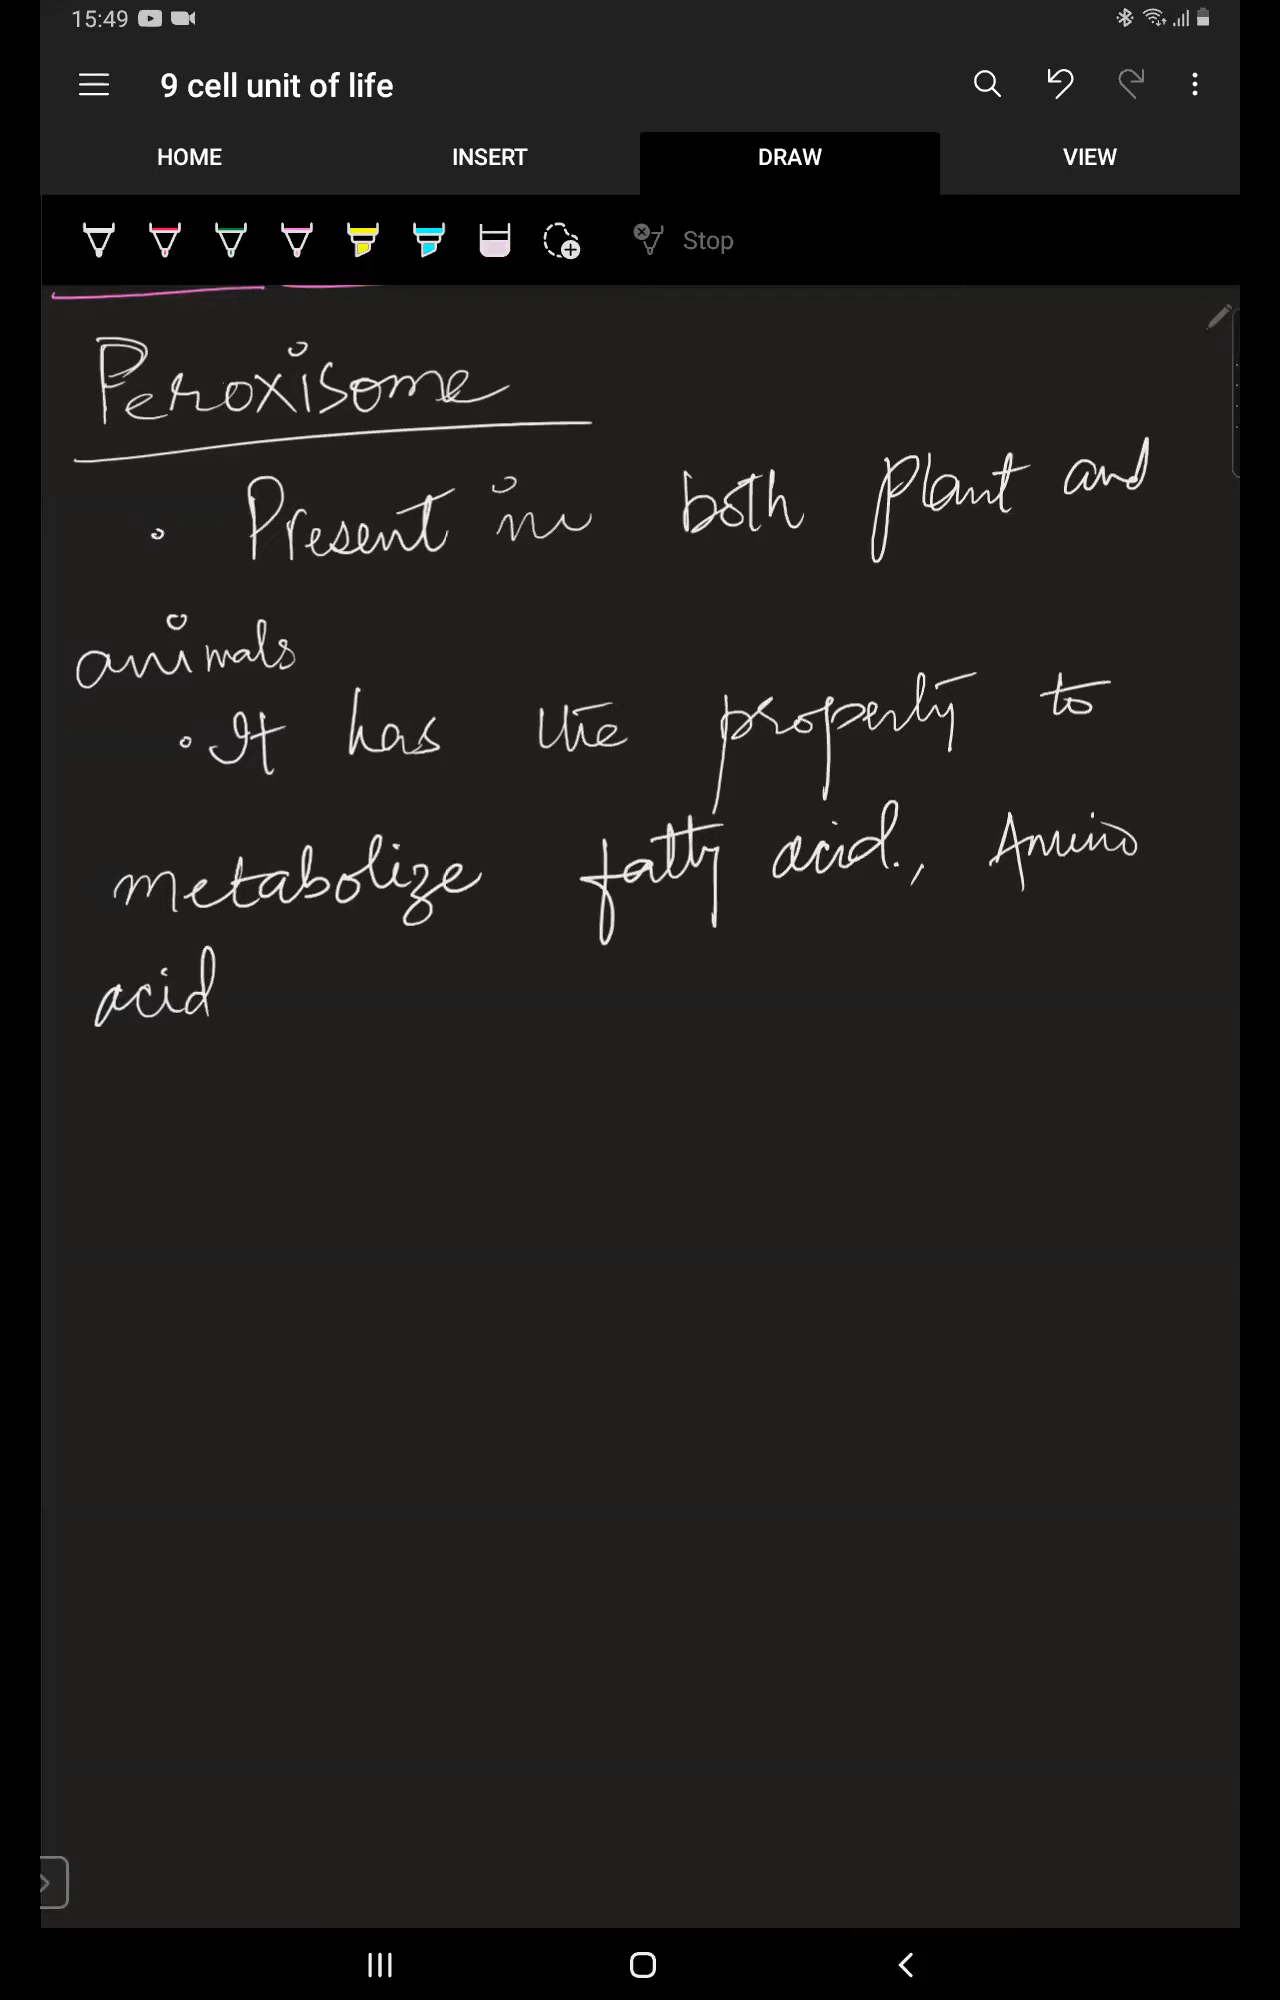 15:49
9 cell unit of life
HOME INSERT DRAW VIEW
Stop
Peroxisome
• Present in both plant and
animals
• It has the property to
metabolize fatty acid., Amino
acid